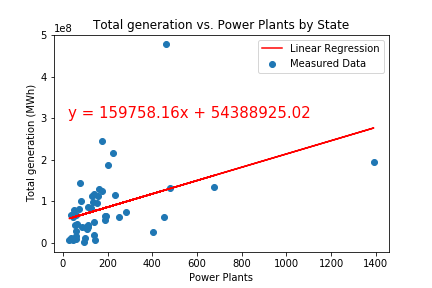 Total generation vs. Power Plants by State
1e8
5
4
3
2
1
0
Total generation (MWh)
Linear Regression
Measured Data
y = 159758.16x + 54388925.02
0 200 400 600 800 1000 1200 1400
Power Plants